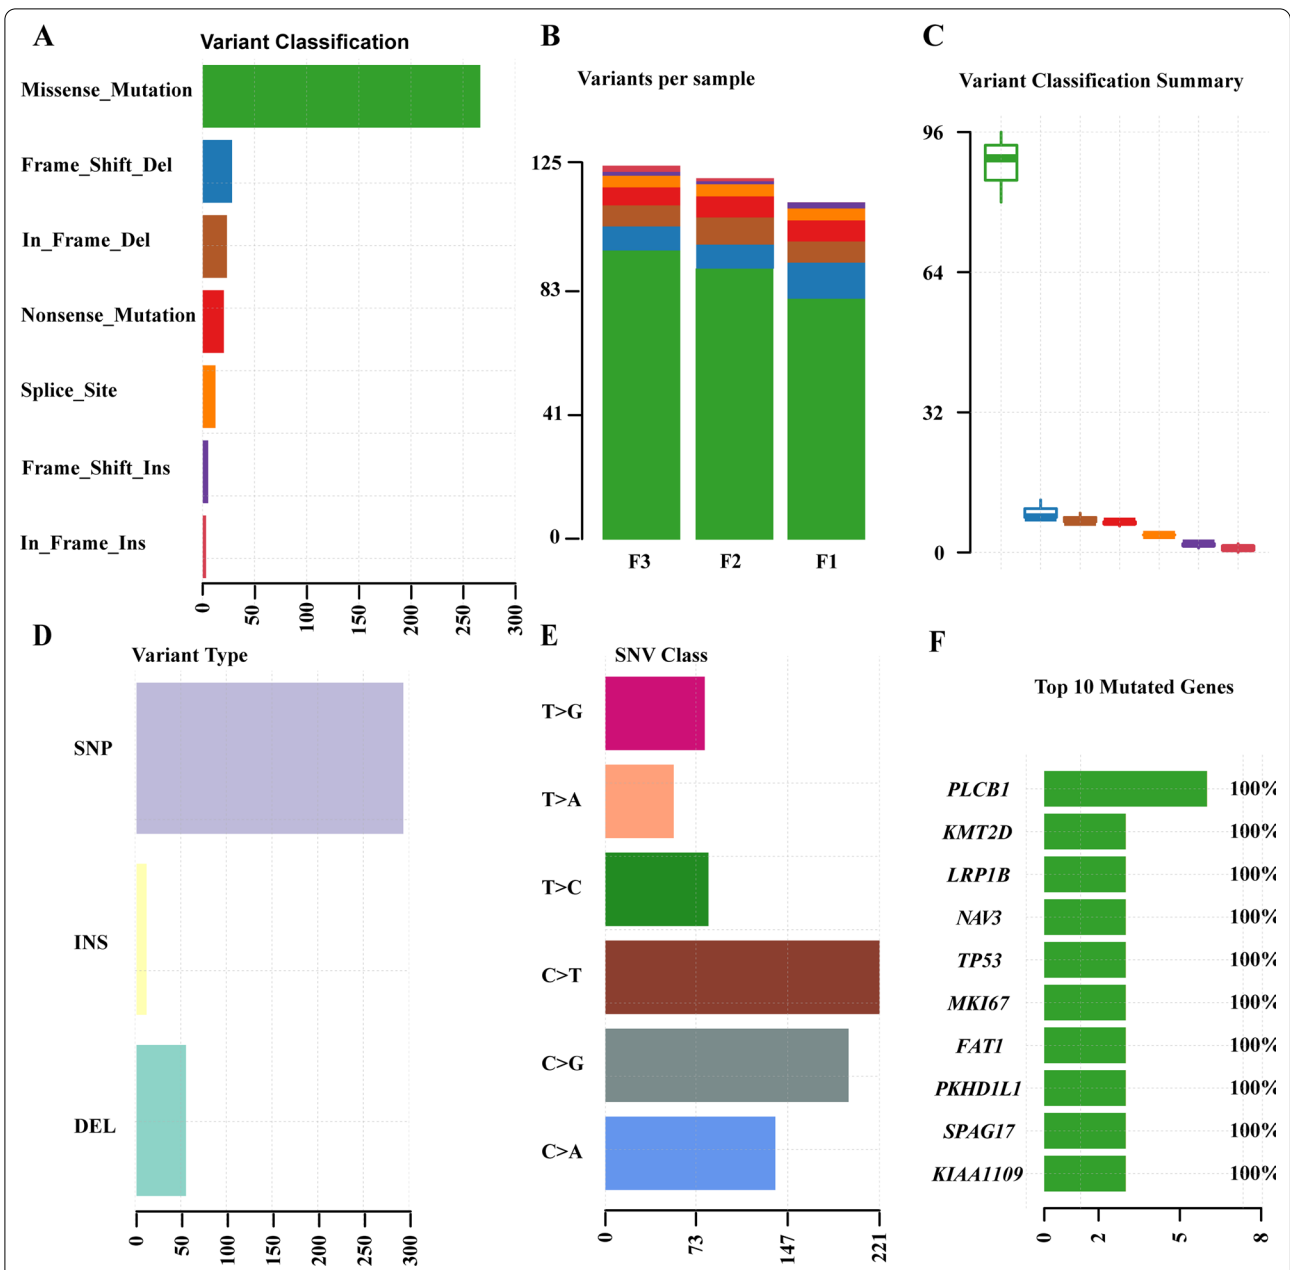 A
Variant Classification
Missense_Mutation
Frame_Shift_Del
In_Frame_Del
Nonsense_Mutation
Splice_Site
Frame_Shift_Ins
In_Frame_Ins
0 50 100 150 200 250 300
B
Variants per sample
125
83
41
0
F3 F2 F1
C
Variant Classification Summary
96
64
32
0
D
Variant Type
SNP
INS
DEL
0 50 100 150 200 250 300
E
SNV Class
T>G
T>A
T>C
C>T
C>G
C>A
0 73 147 221
F
Top 10 Mutated Genes
PLCB1 100%
KMT2D 100%
LRP1B 100%
NAV3 100%
TP53 100%
MKI67 100%
FAT1 100%
PKHD1L1 100%
SPAG17 100%
KIAA1109 100%
0 2 5 8